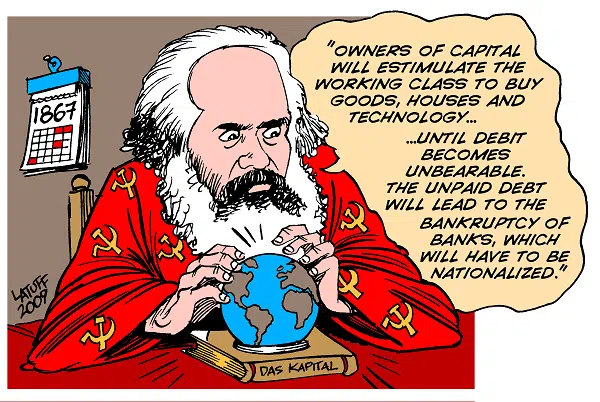 1867
"OWNERS OF CAPITAL
WILL ESTIMULATE THE
WORKING CLASS TO BUY
GOODS, HOUSES AND
TECHNOLOGY...
...UNTIL DEBIT
BECOMES
UNBEARABLE.
THE UNPAID DEBT
WILL LEAD TO THE
BANKRUPTCY OF
BANKS, WHICH
WILL HAVE TO BE
NATIONALIZED."
LATUFF
2009
DAS KAPITAL